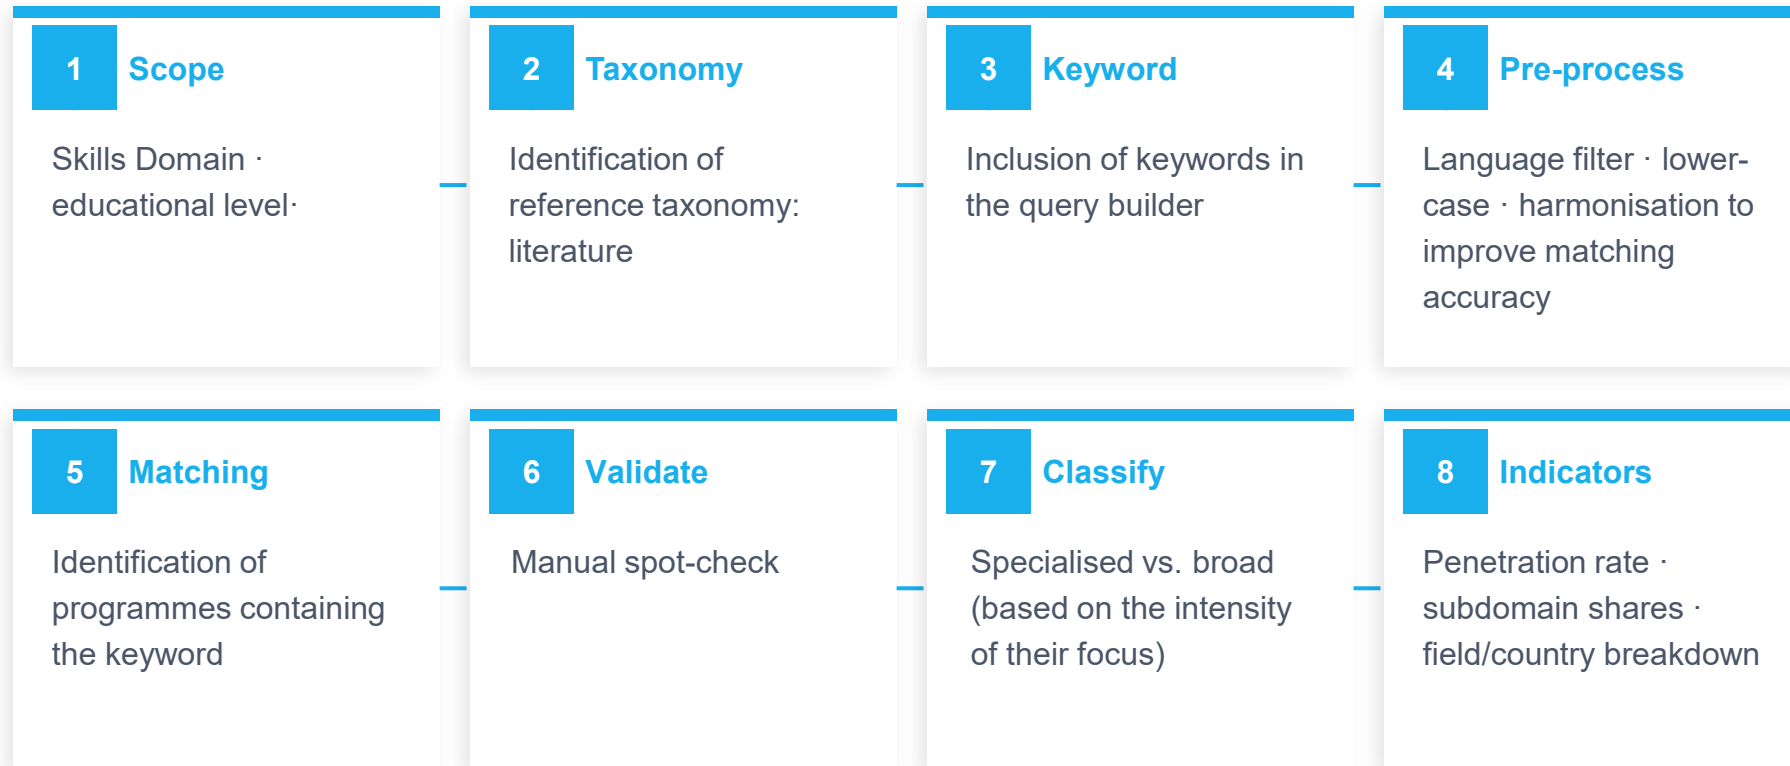 1 Scope
Skills Domain ·
educational level·
2 Taxonomy
Identification of
reference taxonomy:
literature
3 Keyword
Inclusion of keywords in
the query builder
4 Pre-process
Language filter · lower-
case · harmonisation to
improve matching
accuracy
5 Matching
Identification of
programmes containing
the keyword
6 Validate
Manual spot-check
7 Classify
Specialised vs. broad
(based on the intensity
of their focus)
8 Indicators
Penetration rate ·
subdomain shares ·
field/country breakdown